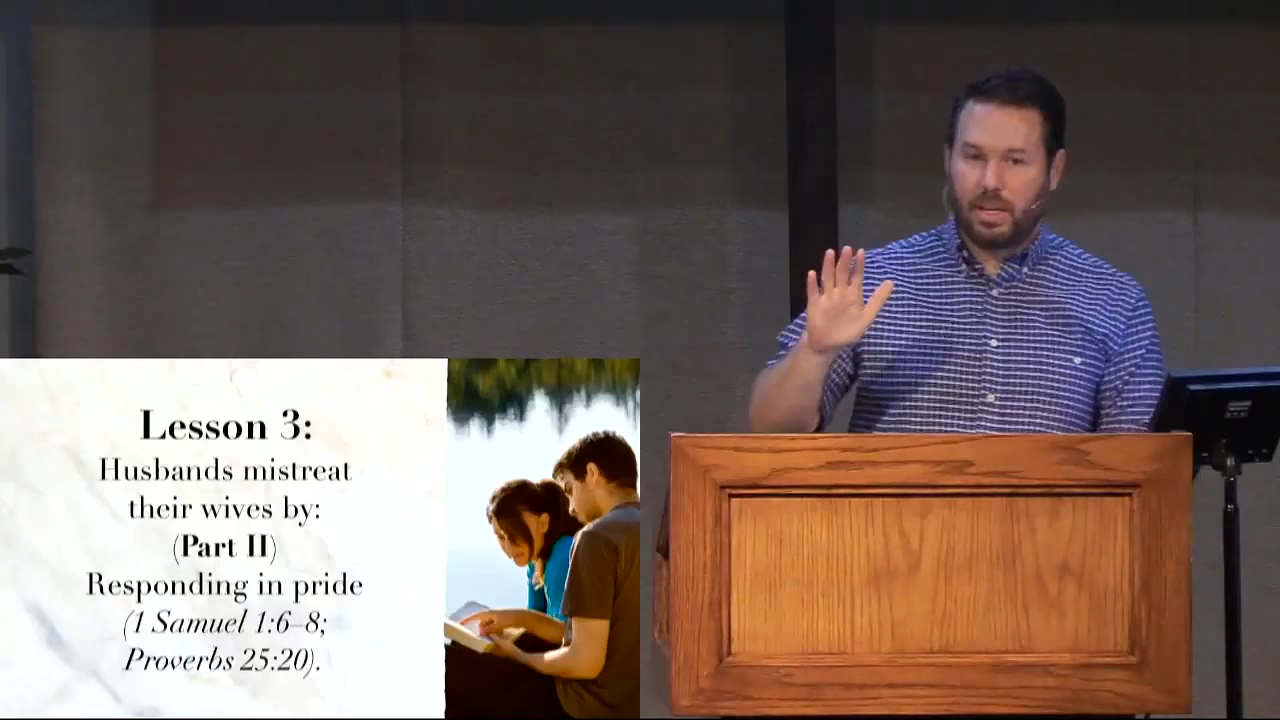 Lesson 3:
Husbands mistreat
their wives by:
(Part II)
Responding in pride
(1 Samuel 1:6–8;
Proverbs 25:20).